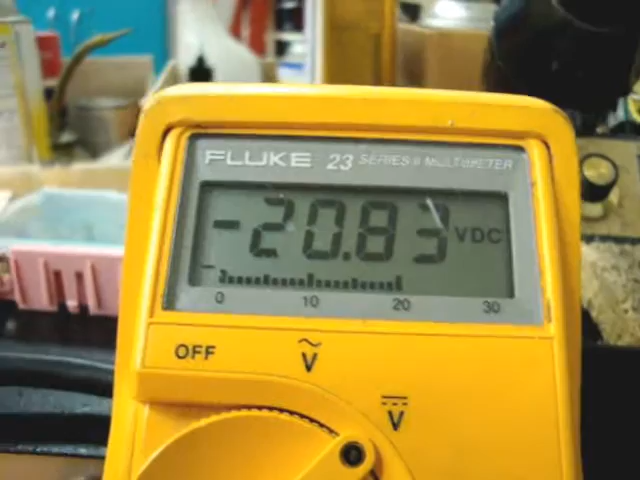 FLUKE 23 SERIES II MULTIMETER
-20.83 VDC
0 10 20 30
OFF
V
V